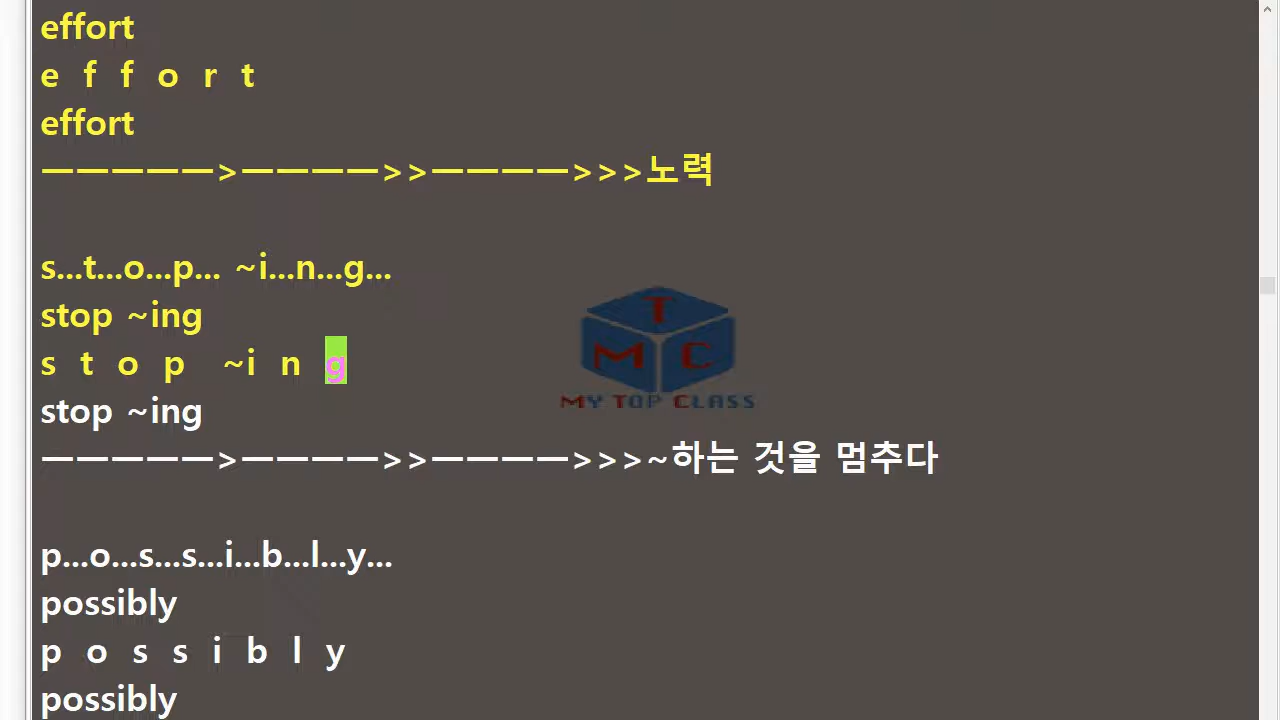 effort
e f f o r t
effort
—————>————>>————>>>노력
s...t...o...p... ~i...n...g...
stop ~ing
s t o p ~i n g
stop ~ing
—————>————>>————>>>~하는 것을 멈추다
p...o...s...s...i...b...l...y...
possibly
p o s s i b l y
possibly
T
M C
MY TOP CLASS